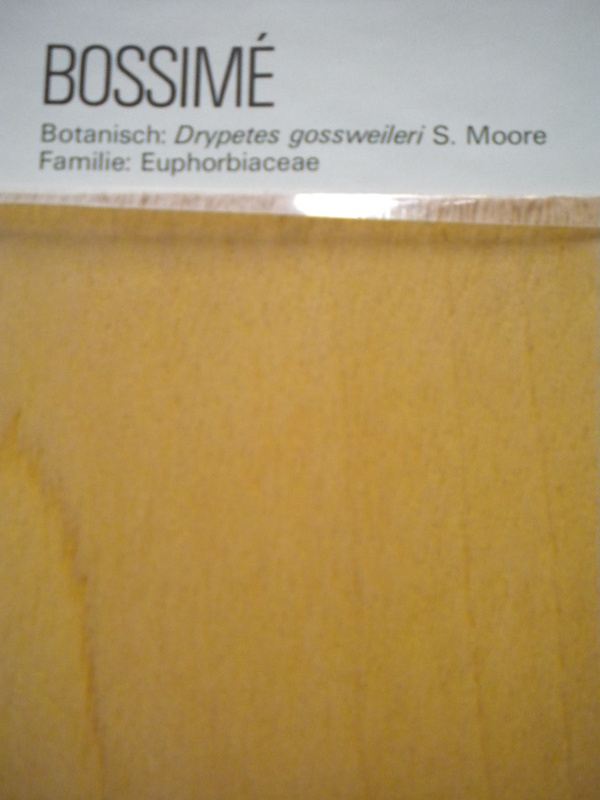 BOSSIMÉ
Botanisch: Drypetes gossweileri S. Moore
Familie: Euphorbiaceae